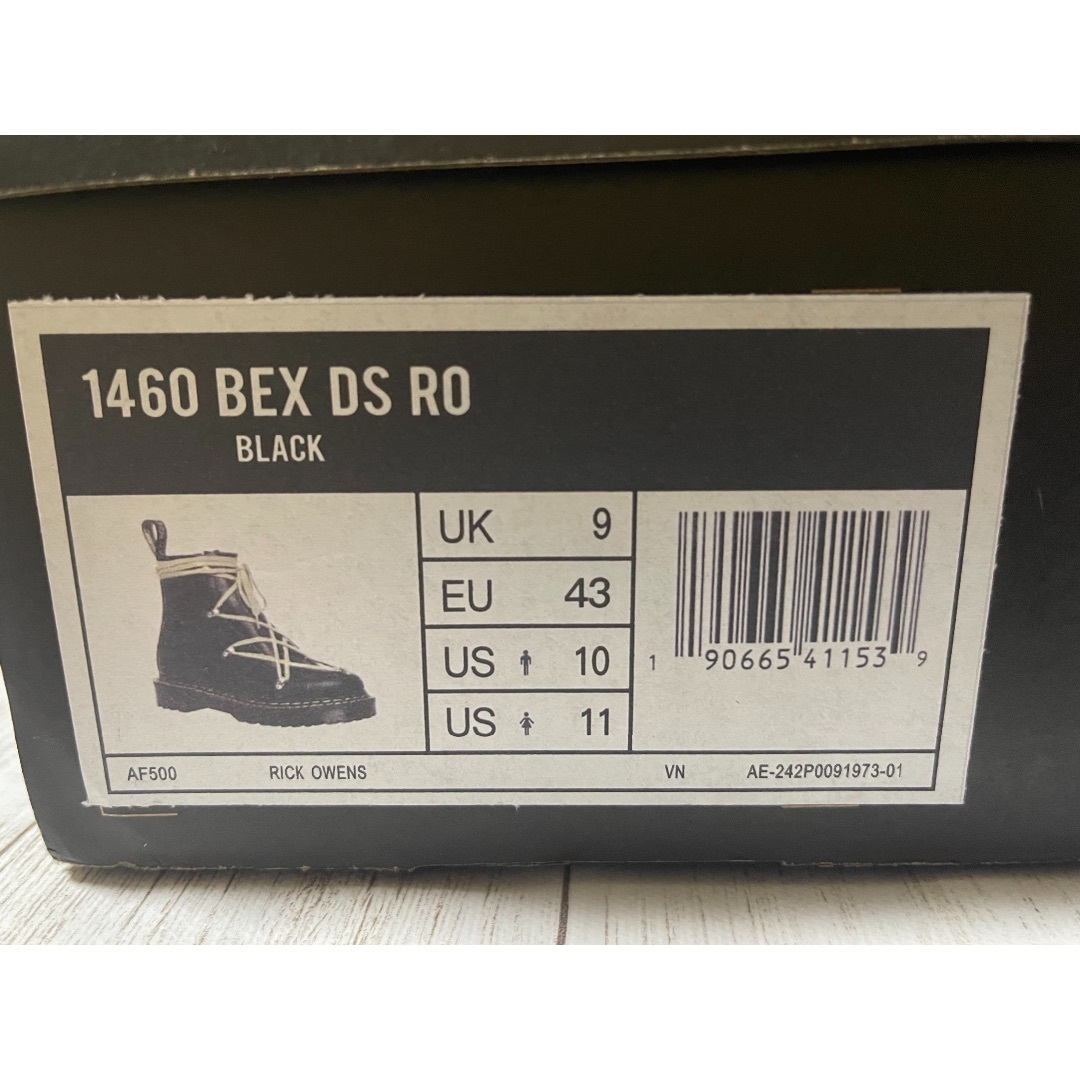 1460 BEX DS RO
BLACK
UK 9
EU 43
US 10
US 11
1 90665 41153 9
AF500 RICK OWENS VN AE-242P0091973-01